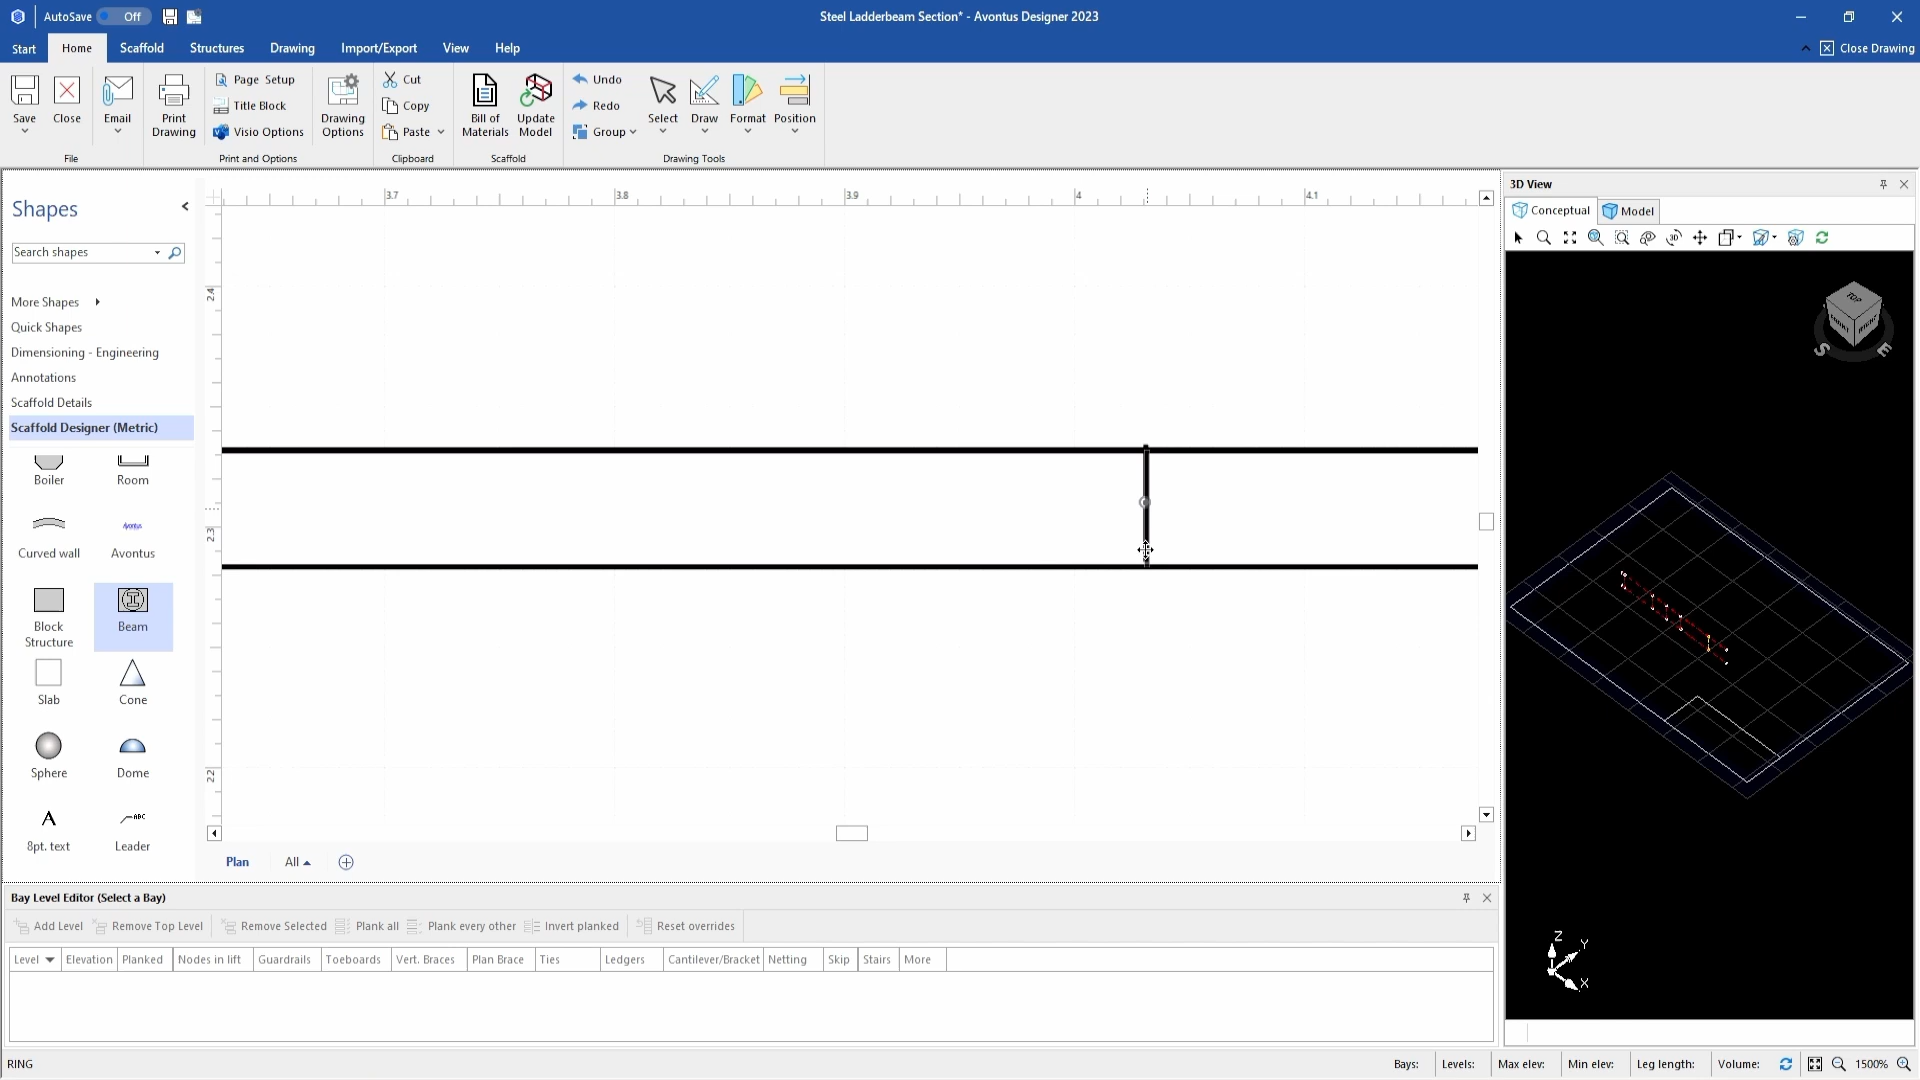 AutoSave Off
Steel Ladderbeam Section* - Avontus Designer 2023
Start Home Scaffold Structures Drawing Import/Export View Help
Close Drawing
Save
Close
Email
Print Drawing
Page Setup
Title Block
Visio Options
Drawing Options
Cut
Copy
Paste
Bill of Materials
Update Model
Undo
Redo
Group
Select
Draw
Format
Position
File
Print and Options
Clipboard
Scaffold
Drawing Tools
Shapes
Search shapes
More Shapes
Quick Shapes
Dimensioning - Engineering
Annotations
Scaffold Details
Scaffold Designer (Metric)
Boiler Room
Curved wall Avontus
Block Structure Beam
Slab Cone
Sphere Dome
8pt. text Leader
A ABC
3.7 3.8 3.9 4 4.1
2.4
2.3
2.2
Plan All
3D View
Conceptual Model
TOP
FRONT RIGHT
S E
Z
Y
X
Bay Level Editor (Select a Bay)
Add Level Remove Top Level Remove Selected Plank all Plank every other Invert planked Reset overrides
Level Elevation Planked Nodes in lift Guardrails Toeboards Vert. Braces Plan Brace Ties Ledgers Cantilever/Bracket Netting Skip Stairs More
RING
Bays: Levels: Max elev: Min elev: Leg length: Volume: 1500%